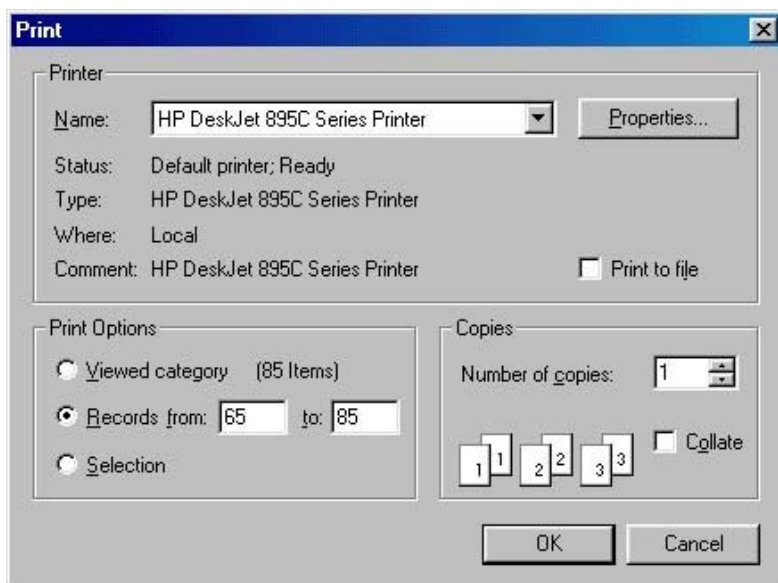 Print
Printer
Name: HP DeskJet 895C Series Printer Properties...
Status: Default printer; Ready
Type: HP DeskJet 895C Series Printer
Where: Local
Comment: HP DeskJet 895C Series Printer Print to file
Print Options
Viewed category (85 Items)
Records from: 65 to: 85
Selection
Copies
Number of copies: 1
1 1 2 2 3 3 Collate
OK Cancel